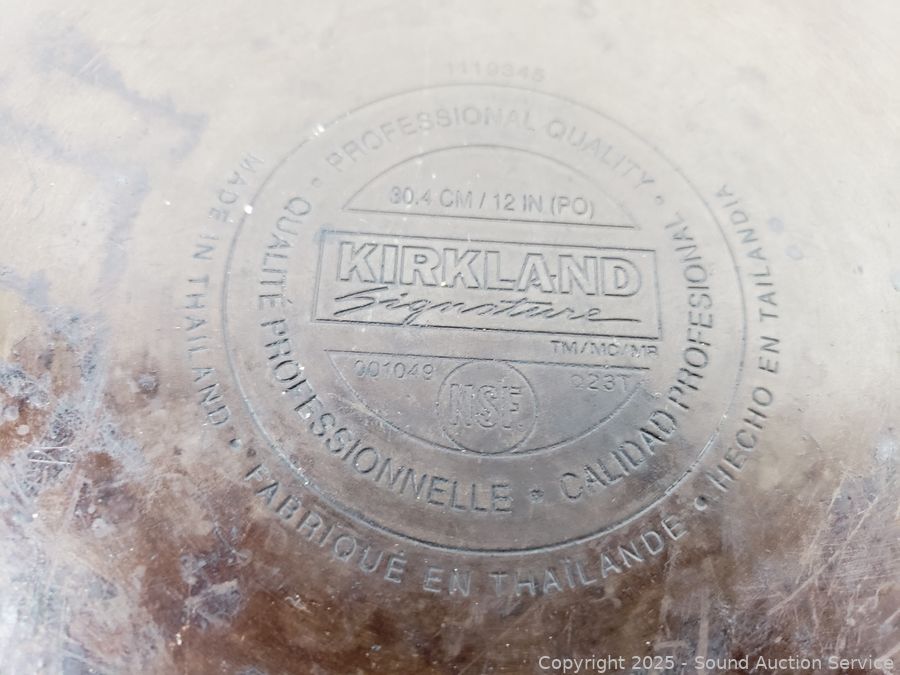 1119345
PROFESSIONAL QUALITY • CALIDAD PROFESIONAL • QUALITÉ PROFESSIONNELLE •
30.4 CM / 12 IN (PO)
KIRKLAND
Signature
TM/MC/MR
001049
NSF.
MADE IN THAILAND • FABRIQUÉ EN THAÏLANDE • HECHO EN TAILANDIA
Copyright 2025 - Sound Auction Service